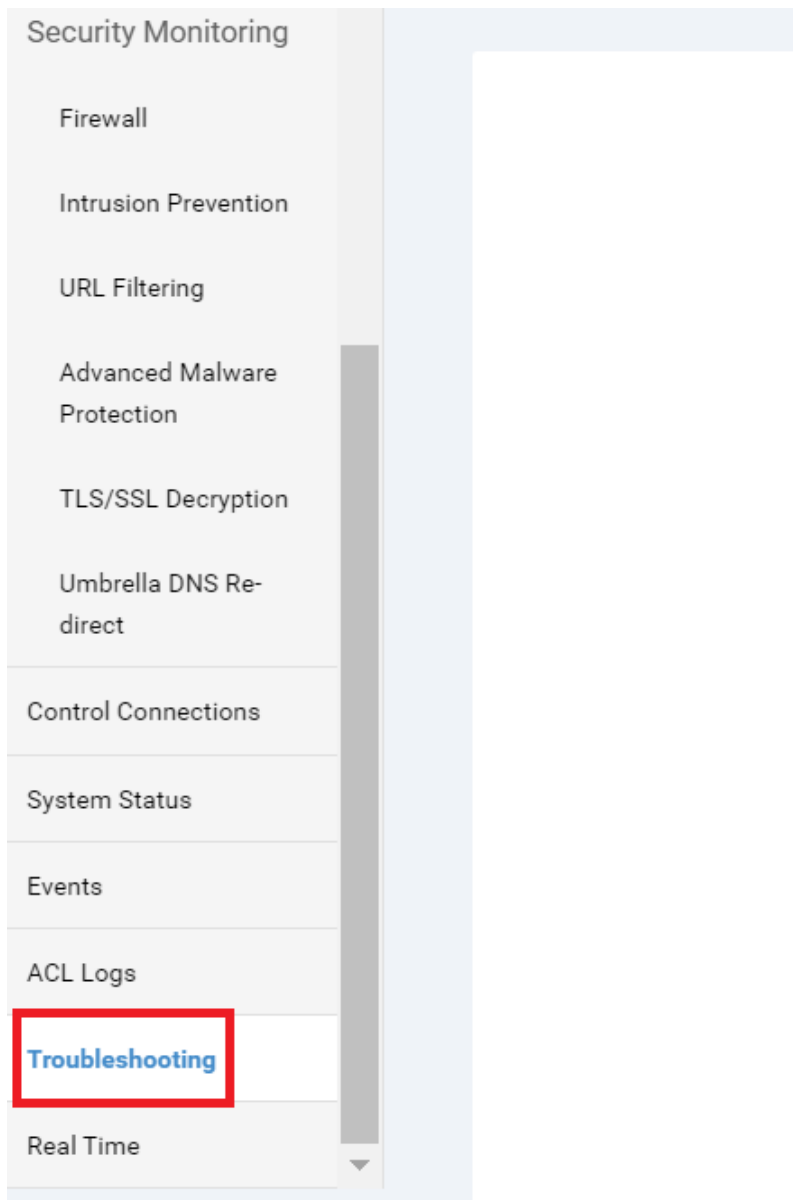 Security Monitoring
Firewall
Intrusion Prevention
URL Filtering
Advanced Malware
Protection
TLS/SSL Decryption
Umbrella DNS Re-
direct
Control Connections
System Status
Events
ACL Logs
Troubleshooting
Real Time